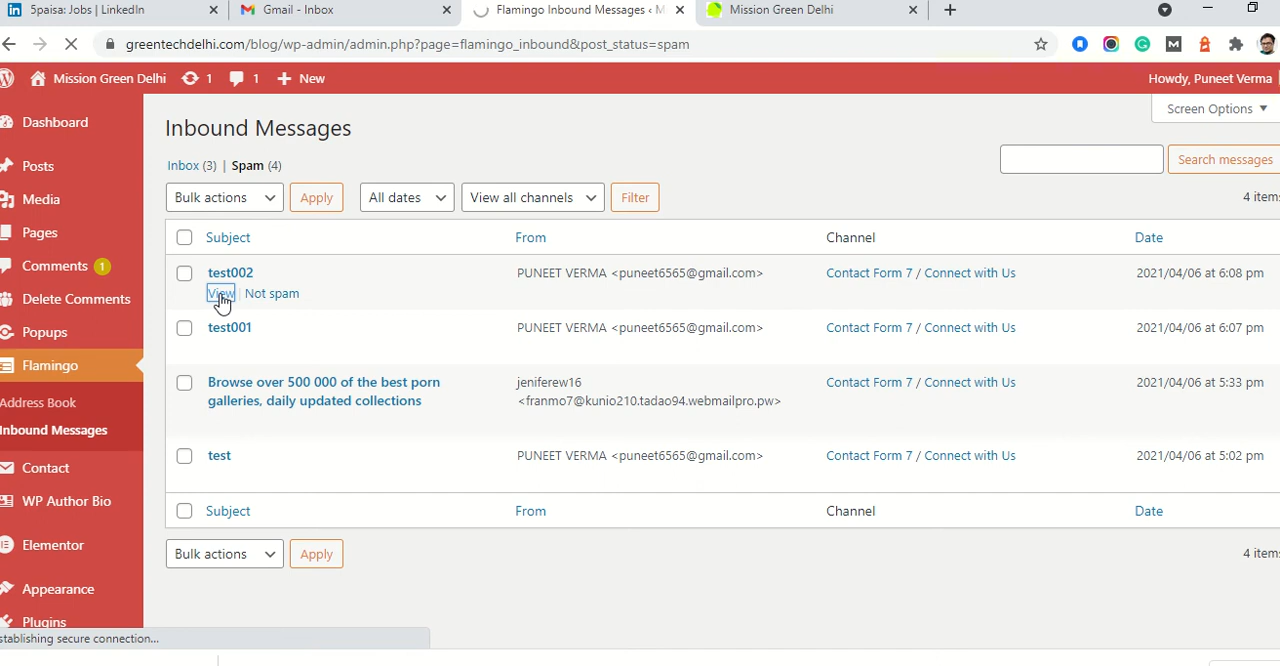 5paisa: Jobs | LinkedIn
Gmail - Inbox
Flamingo Inbound Messages ‹ M
Mission Green Delhi
greentechdelhi.com/blog/wp-admin/admin.php?page=flamingo_inbound&post_status=spam
Mission Green Delhi 1 1 New
Howdy, Puneet Verma
Screen Options
Dashboard
Posts
Media
Pages
Comments 1
Delete Comments
Popups
Flamingo
Address Book
Inbound Messages
Contact
WP Author Bio
Elementor
Appearance
Plugins
Inbound Messages
Inbox (3) | Spam (4)
Search messages
Bulk actions Apply All dates View all channels Filter
4 items
Subject From Channel Date
test002 PUNEET VERMA <puneet6565@gmail.com> Contact Form 7 / Connect with Us 2021/04/06 at 6:08 pm
View | Not spam
test001 PUNEET VERMA <puneet6565@gmail.com> Contact Form 7 / Connect with Us 2021/04/06 at 6:07 pm
Browse over 500 000 of the best porn jeniferew16 Contact Form 7 / Connect with Us 2021/04/06 at 5:33 pm
galleries, daily updated collections <franmo7@kunio210.tadao94.webmailpro.pw>
test PUNEET VERMA <puneet6565@gmail.com> Contact Form 7 / Connect with Us 2021/04/06 at 5:02 pm
Subject From Channel Date
Bulk actions Apply
4 items
stablishing secure connection...